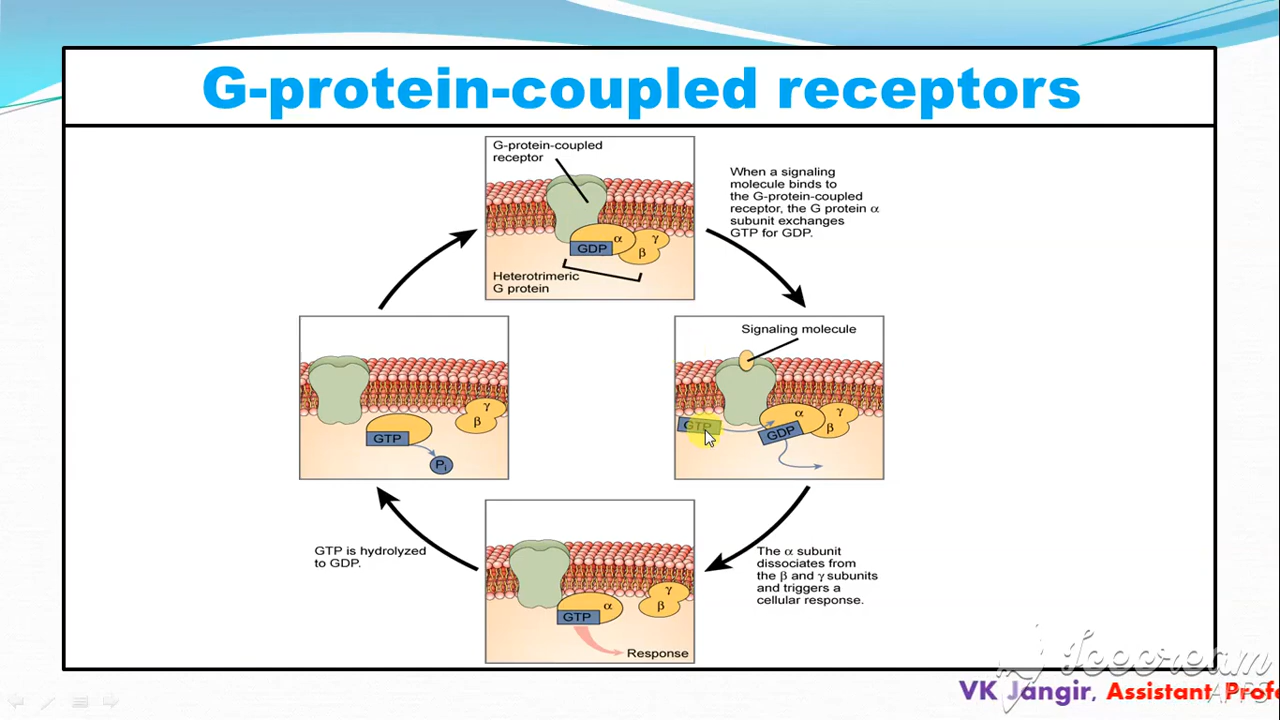 G-protein-coupled receptors
G-protein-coupled
receptor
α
γ
GDP
β
Heterotrimeric
G protein
When a signaling
molecule binds to
the G-protein-coupled
receptor, the G protein α
subunit exchanges
GTP for GDP.
Signaling molecule
α
γ
GTP
GDP
β
The α subunit
dissociates from
the β and γ subunits
and triggers a
cellular response.
α
γ
β
GTP
Response
GTP is hydrolyzed
to GDP.
γ
β
GTP
Pi
Icecream
APPS
VK Jangir, Assistant Profe